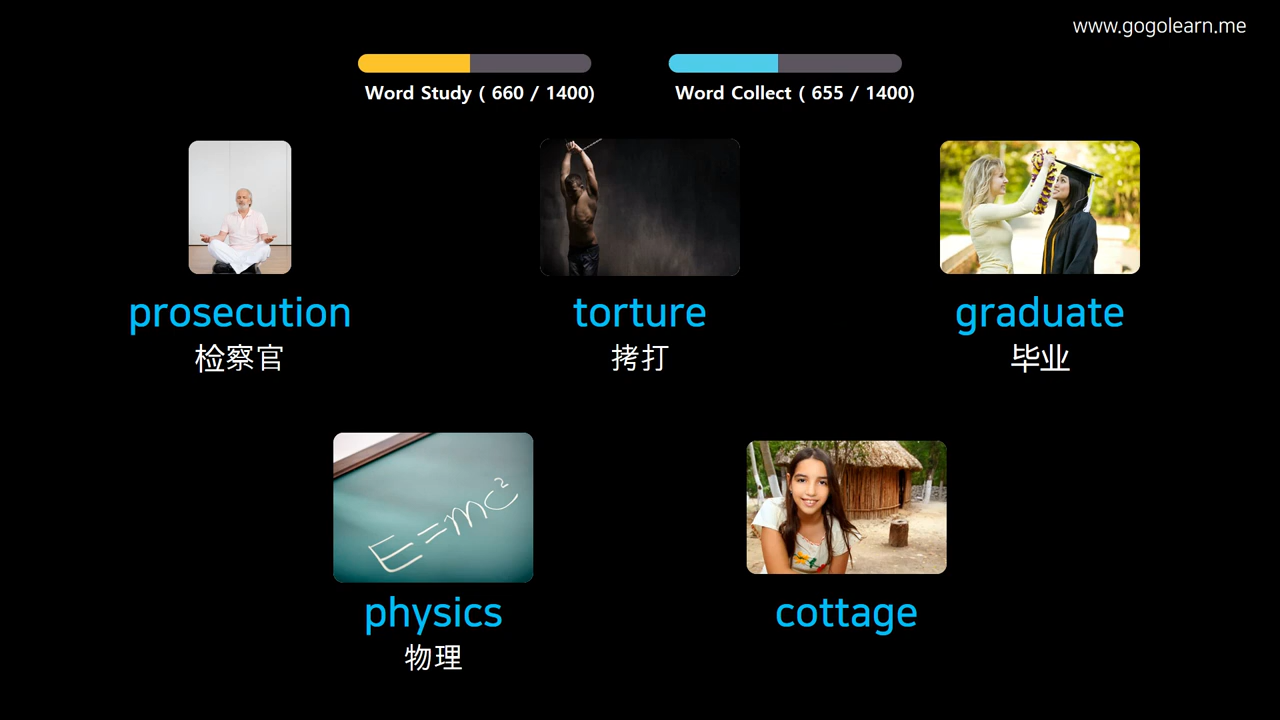 www.gogolearn.me
Word Study ( 660 / 1400)
Word Collect ( 655 / 1400)
prosecution
检察官
torture
拷打
graduate
毕业
E=mc²
physics
物理
cottage